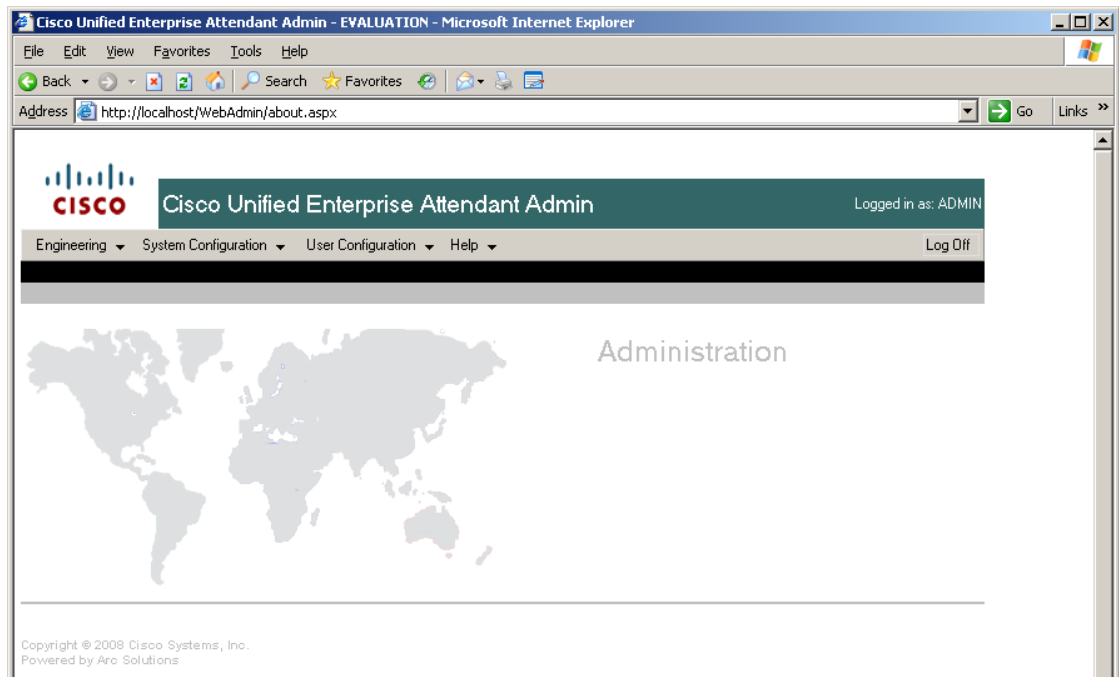 Cisco Unified Enterprise Attendant Admin - EVALUATION - Microsoft Internet Explorer
File Edit View Favorites Tools Help
Back Search Favorites
Address http://localhost/WebAdmin/about.aspx Go Links »
CISCO Cisco Unified Enterprise Attendant Admin Logged in as: ADMIN
Engineering System Configuration User Configuration Help Log Off
Administration
Copyright © 2008 Cisco Systems, Inc.
Powered by Arc Solutions